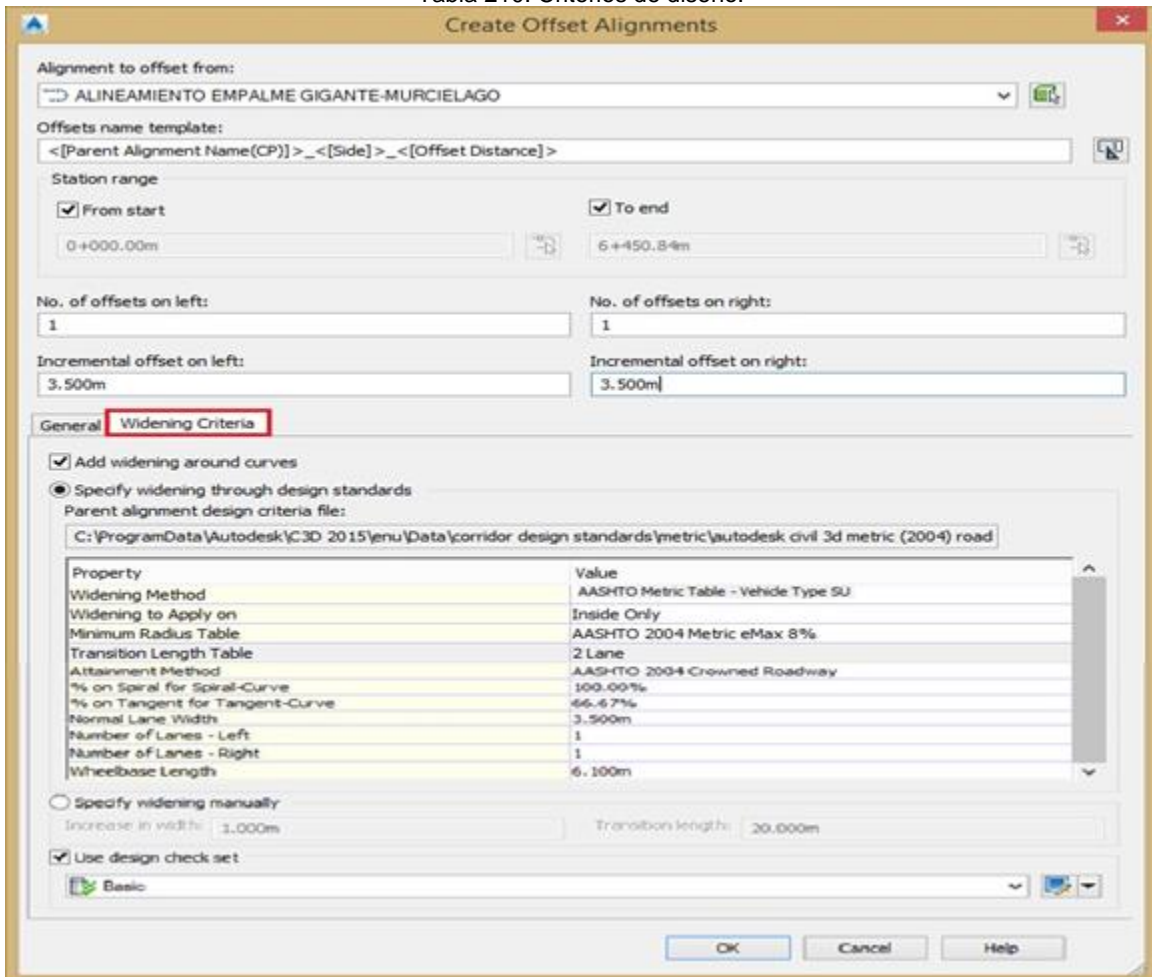 Tabla 210. Criterios de diseño.
Create Offset Alignments
Alignment to offset from:
ALINEAMIENTO EMPALME GIGANTE-MURCIELAGO
Offsets name template:
<[Parent Alignment Name(CP)]>_<[Side]>_<[Offset Distance]>
Station range
From start
To end
0+000.00m
6+450.84m
No. of offsets on left:
No. of offsets on right:
1
1
Incremental offset on left:
Incremental offset on right:
3.500m
3.500m
General
Widening Criteria
Add widening around curves
Specify widening through design standards
Parent alignment design criteria file:
C:\ProgramData\Autodesk\C3D 2015\enu\Data\corridor design standards\metric\autodesk civil 3d metric (2004) road
Property Value
Widening Method AASHTO Metric Table - Vehicle Type SU
Widening to Apply on Inside Only
Minimum Radius Table AASHTO 2004 Metric eMax 8%
Transition Length Table 2 Lane
Attainment Method AASHTO 2004 Crowned Roadway
% on Spiral for Spiral-Curve 100.00%
% on Tangent for Tangent-Curve 66.67%
Normal Lane Width 3.500m
Number of Lanes - Left 1
Number of Lanes - Right 1
Wheelbase Length 6.100m
Specify widening manually
Increase in width: 1.000m
Transition length: 20.000m
Use design check set
Basic
OK
Cancel
Help